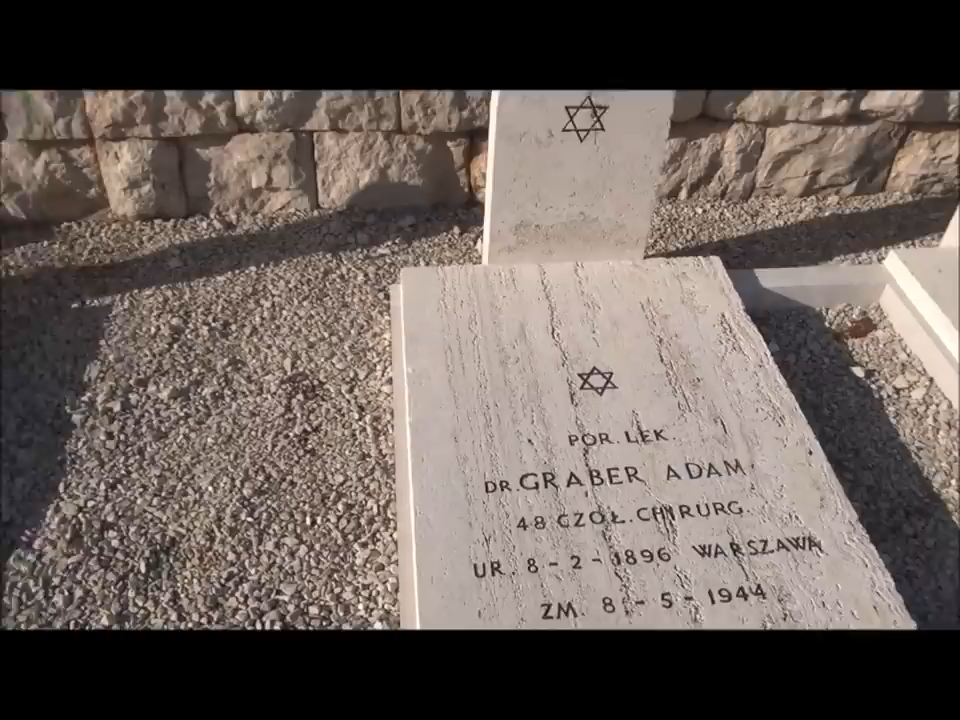 POR. LEK.
DR. GRABER ADAM
48 CZOŁ. CHIRURG.
UR. 8-2-1896 WARSZAWA
ZM. 8-5-1944